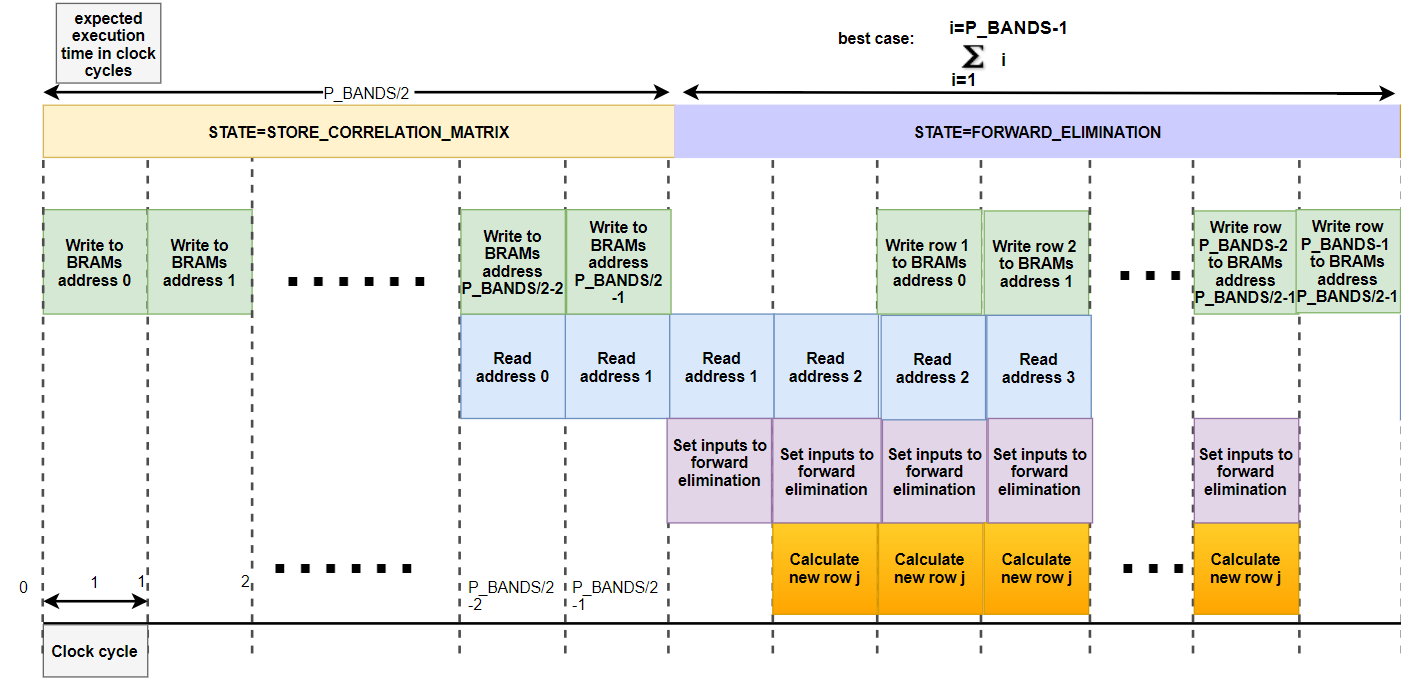 expected
execution
time in clock
cycles
best case:
i=P_BANDS-1
Σ i
i=1
P_BANDS/2
STATE=STORE_CORRELATION_MATRIX
STATE=FORWARD_ELIMINATION
Write to
BRAMs
address 0
Write to
BRAMs
address 1
Write to
BRAMs
address
P_BANDS/2-2
Write to
BRAMs
address
P_BANDS/2
-1
Write row 1
to BRAMs
address 0
Write row 2
to BRAMs
address 1
Write row
P_BANDS-2
to BRAMs
address
P_BANDS/2-1
Write row
P_BANDS-1
to BRAMs
address
P_BANDS/2-1
Read
address 0
Read
address 1
Read
address 1
Read
address 2
Read
address 2
Read
address 3
Set inputs to
forward
elimination
Set inputs to
forward
elimination
Set inputs to
forward
elimination
Set inputs to
forward
elimination
Set inputs to
forward
elimination
Calculate
new row j
Calculate
new row j
Calculate
new row j
Calculate
new row j
0
1
1
2
P_BANDS/2
-2
P_BANDS/2
-1
Clock cycle